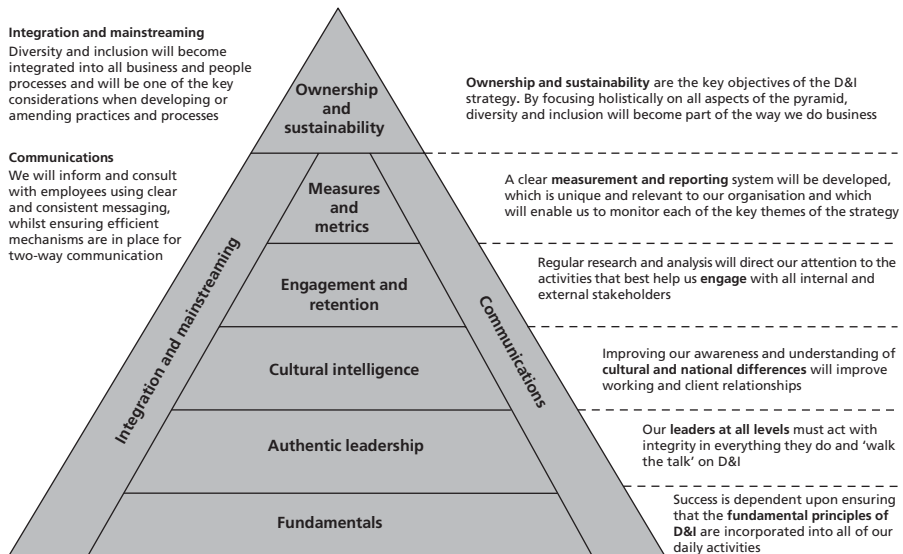 Integration and mainstreaming
Diversity and inclusion will become
integrated into all business and people
processes and will be one of the key
considerations when developing or
amending practices and processes
Communications
We will inform and consult
with employees using clear
and consistent messaging,
whilst ensuring efficient
mechanisms are in place for
two-way communication
Ownership
and
sustainability
Measures
and
metrics
Engagement and
retention
Cultural intelligence
Authentic leadership
Fundamentals
Integration and mainstreaming
Communications
Ownership and sustainability are the key objectives of the D&I
strategy. By focusing holistically on all aspects of the pyramid,
diversity and inclusion will become part of the way we do business
A clear measurement and reporting system will be developed,
which is unique and relevant to our organisation and which
will enable us to monitor each of the key themes of the strategy
Regular research and analysis will direct our attention to the
activities that best help us engage with all internal and
external stakeholders
Improving our awareness and understanding of
cultural and national differences will improve
working and client relationships
Our leaders at all levels must act with
integrity in everything they do and ‘walk
the talk’ on D&I
Success is dependent upon ensuring
that the fundamental principles of
D&I are incorporated into all of our
daily activities